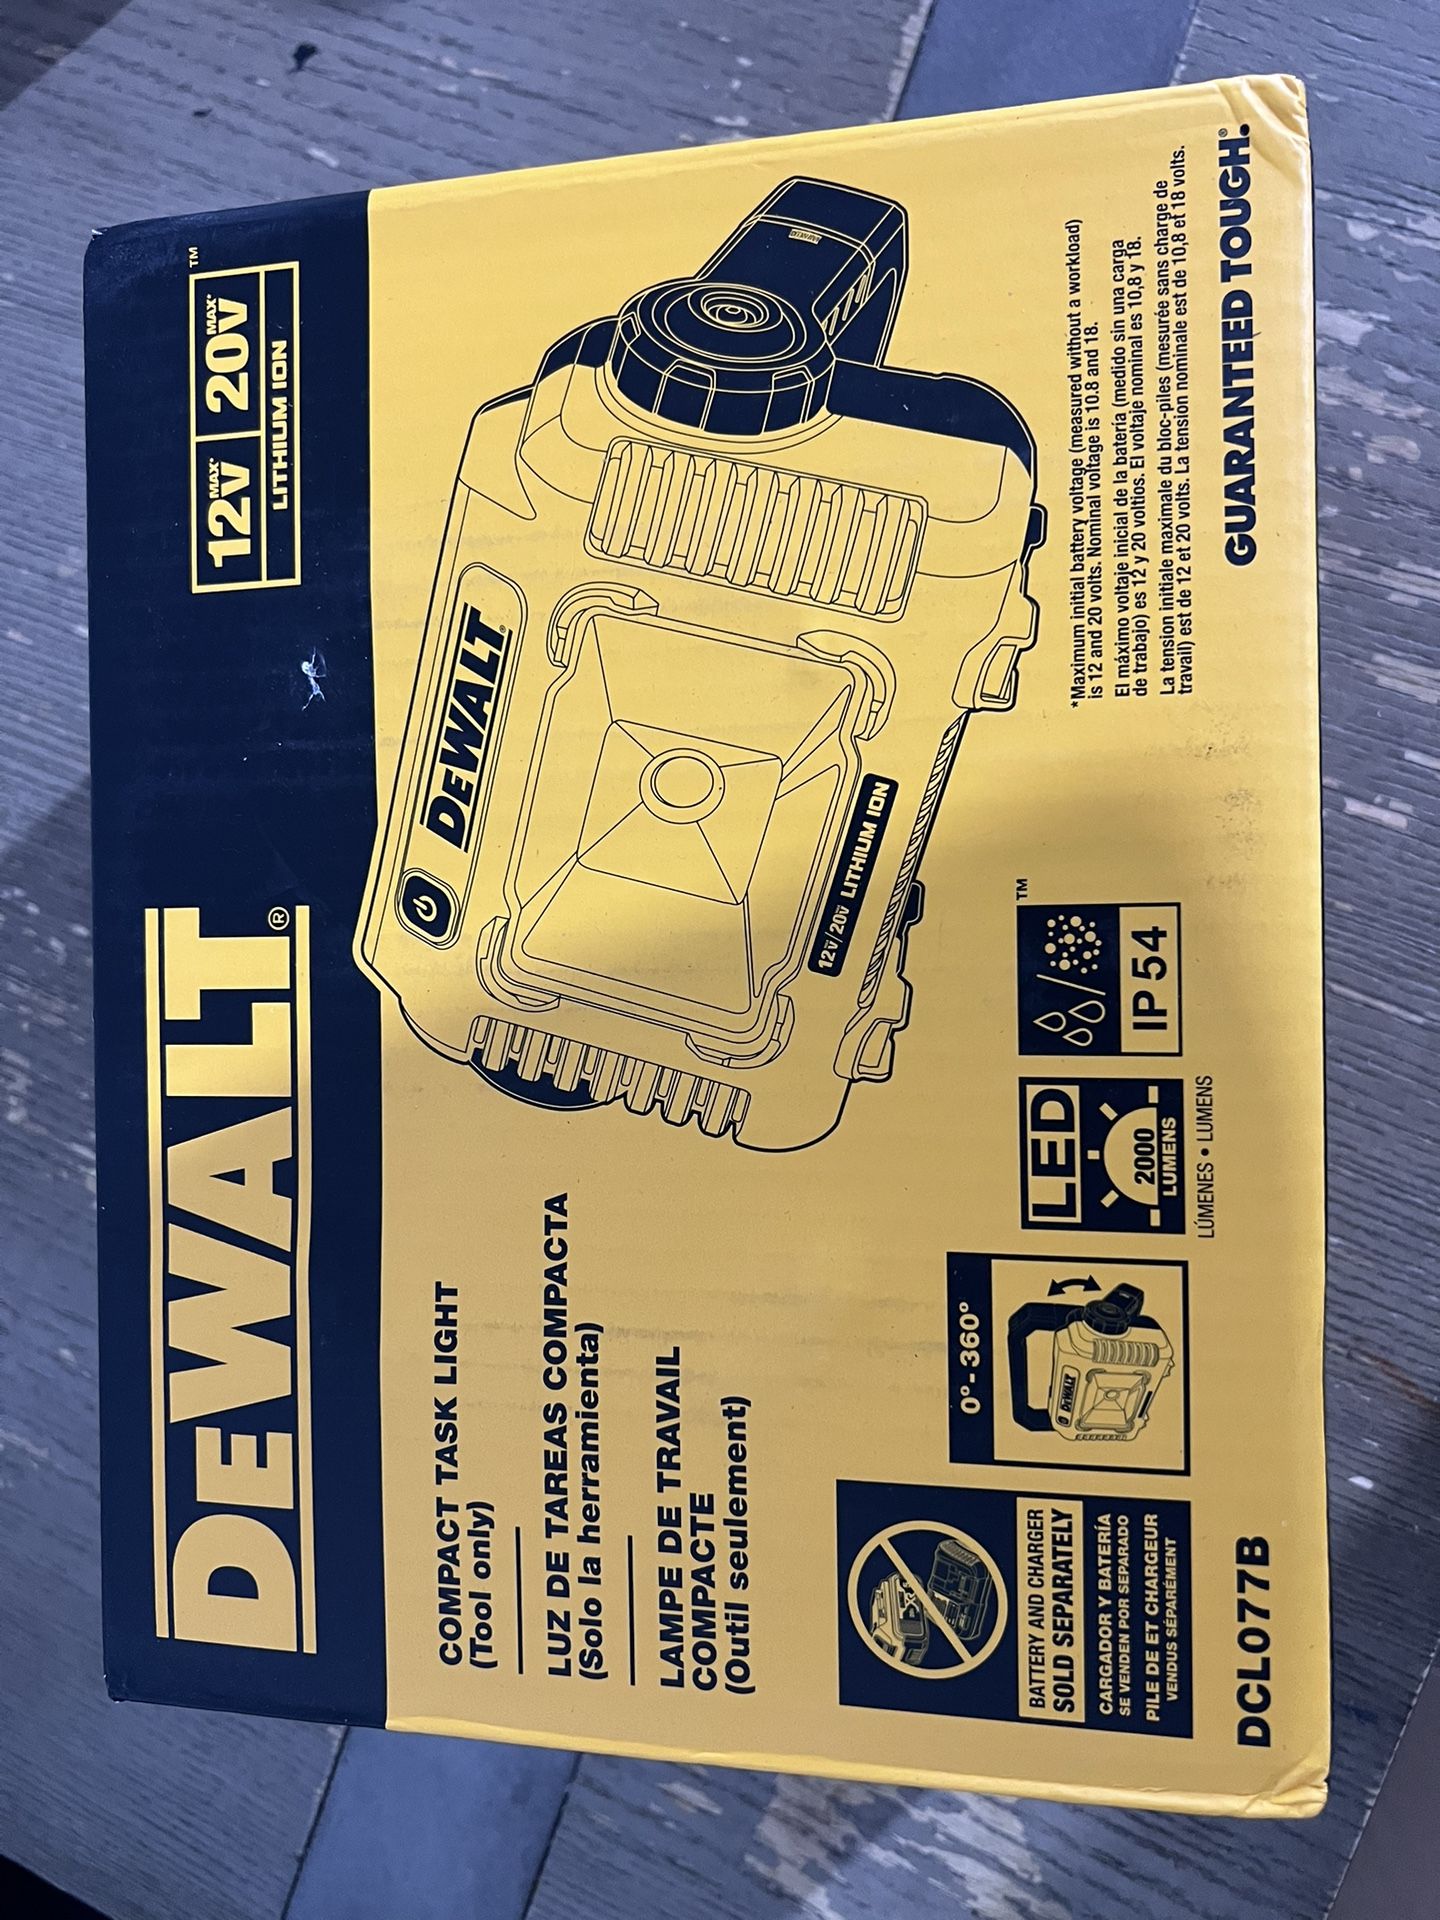 DEWALT®
12V MAX* 20V MAX* ™
LITHIUM ION
COMPACT TASK LIGHT
(Tool only)
LUZ DE TAREAS COMPACTA
(Solo la herramienta)
LAMPE DE TRAVAIL
COMPACTE
(Outil seulement)
DEWALT®
12V/20V LITHIUM ION
BATTERY AND CHARGER
SOLD SEPARATELY
CARGADOR Y BATERÍA
SE VENDEN POR SEPARADO
PILE DE ET CHARGEUR
VENDUS SÉPARÉMENT
0°-360°
DEWALT
LED
2000
LUMENS
LÚMENES • LUMENS
™
IP 54
*Maximum initial battery voltage (measured without a workload)
is 12 and 20 volts. Nominal voltage is 10.8 and 18.
El máximo voltaje inicial de la batería (medido sin una carga
de trabajo) es 12 y 20 voltios. El voltaje nominal es 10,8 y 18.
La tension initiale maximale du bloc-piles (mesurée sans charge de
travail) est de 12 et 20 volts. La tension nominale est de 10,8 et 18 volts.
DCL077B
GUARANTEED TOUGH.®